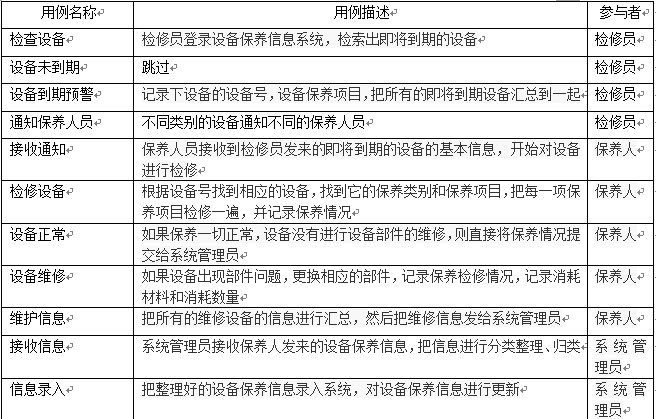 用例名称 用例描述 参与者
检查设备 检修员登录设备保养信息系统，检索出即将到期的设备 检修员
设备未到期 跳过 检修员
设备到期预警 记录下设备的设备号，设备保养项目，把所有的即将到期设备汇总到一起 检修员
通知保养人员 不同类别的设备通知不同的保养人员 检修员
接收通知 保养人员接收到检修员发来的即将到期的设备的基本信息，开始对设备 保养人
进行检修
检修设备 根据设备号找到相应的设备，找到它的保养类别和保养项目，把每一项保 保养人
养项目检修一遍，并记录保养情况
设备正常 如果保养一切正常，设备没有进行设备部件的维修，则直接将保养情况提 保养人
交给系统管理员
设备维修 如果设备出现部件问题，更换相应的部件，记录保养检修情况，记录消耗 保养人
材料和消耗数量
维护信息 把所有的维修设备的信息进行汇总，然后把维修信息发给系统管理员 保养人
接收信息 系统管理员接收保养人发来的设备保养信息，把信息进行分类整理、归类 系统管
理员
信息录入 把整理好的设备保养信息录入系统，对设备保养信息进行更新 系统管
理员